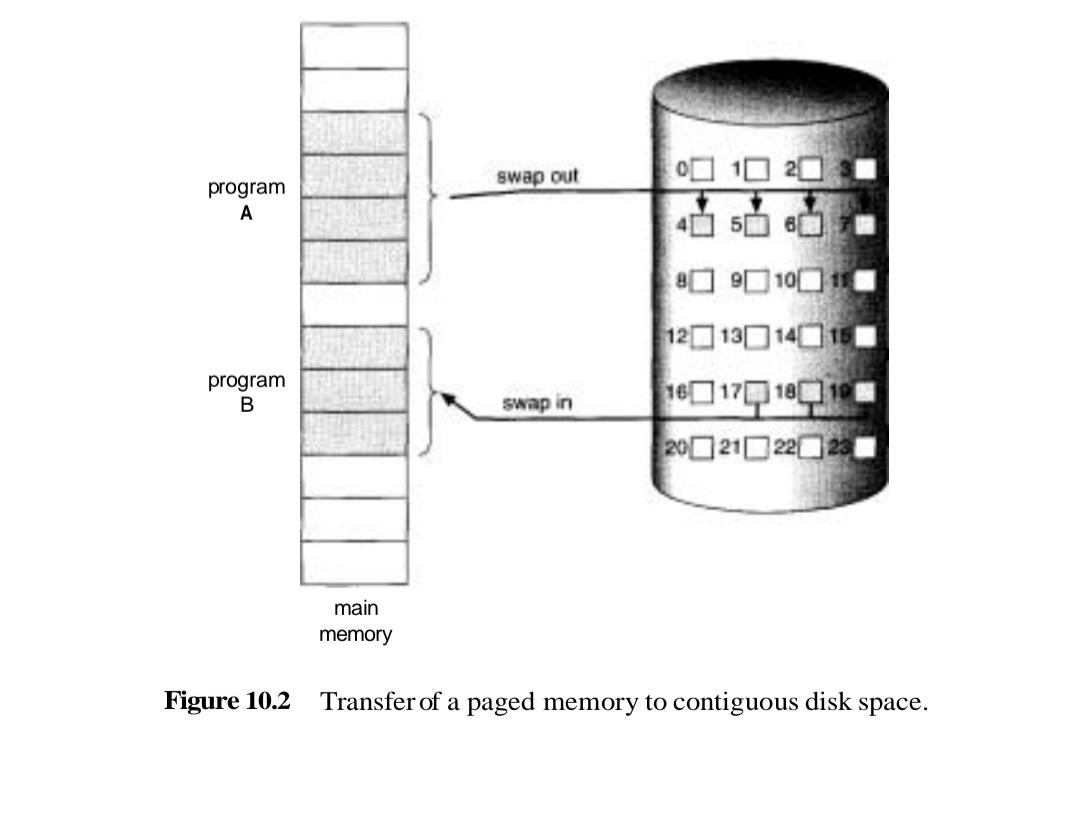 swap out
0 1 2 3
program
A
4 5 6 7
8 9 10 11
12 13 14 15
program
B
16 17 18 19
swap in
20 21 22 23
main
memory
Figure 10.2 Transfer of a paged memory to contiguous disk space.